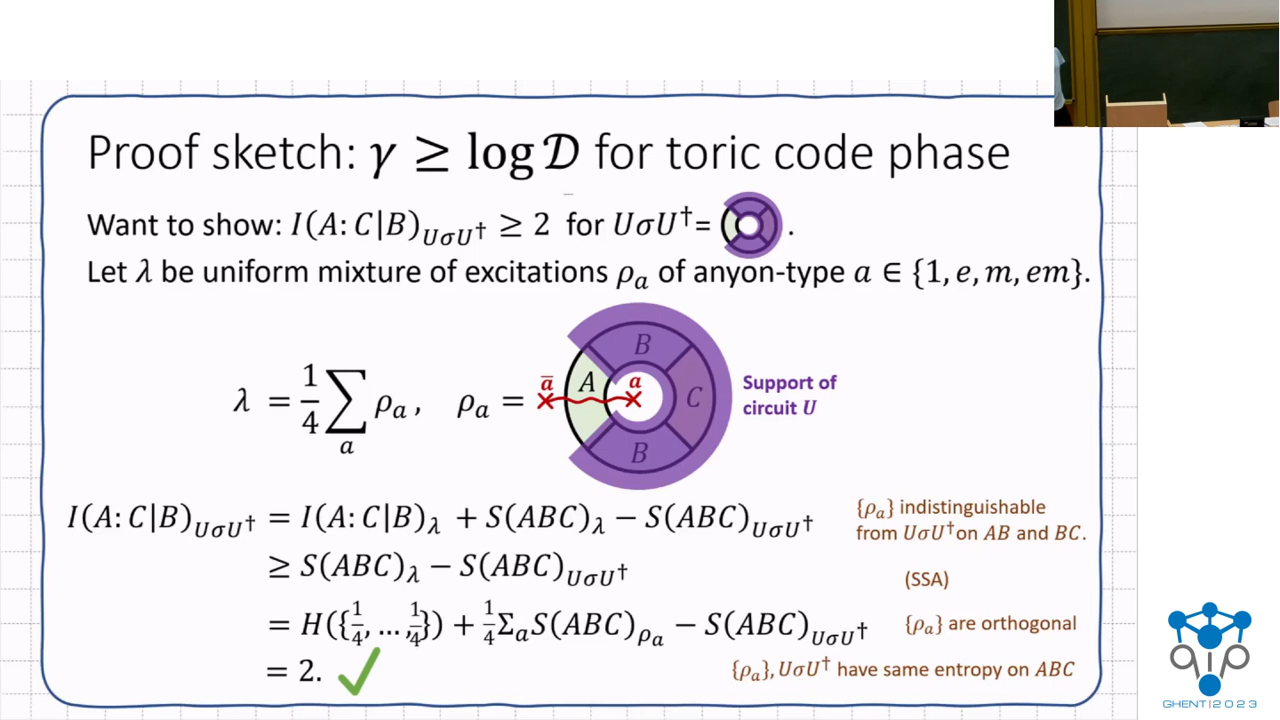 Proof sketch: γ ≥ log 𝒟 for toric code phase
Want to show: I(A:C|B)_{UσU†} ≥ 2 for UσU†= .
Let λ be uniform mixture of excitations ρ_a of anyon-type a ∈ {1, e, m, em}.
λ = 1/4 ∑_a ρ_a , ρ_a =
B
ā A a C
B
Support of
circuit U
I(A:C|B)_{UσU†} = I(A:C|B)_λ + S(ABC)_λ − S(ABC)_{UσU†}
{ρ_a} indistinguishable
from UσU† on AB and BC.
≥ S(ABC)_λ − S(ABC)_{UσU†}
(SSA)
= H({1/4, … , 1/4}) + 1/4 Σ_a S(ABC)_{ρ_a} − S(ABC)_{UσU†} {ρ_a} are orthogonal
= 2. ✓ {ρ_a}, UσU† have same entropy on ABC
qip
GHENT|2023